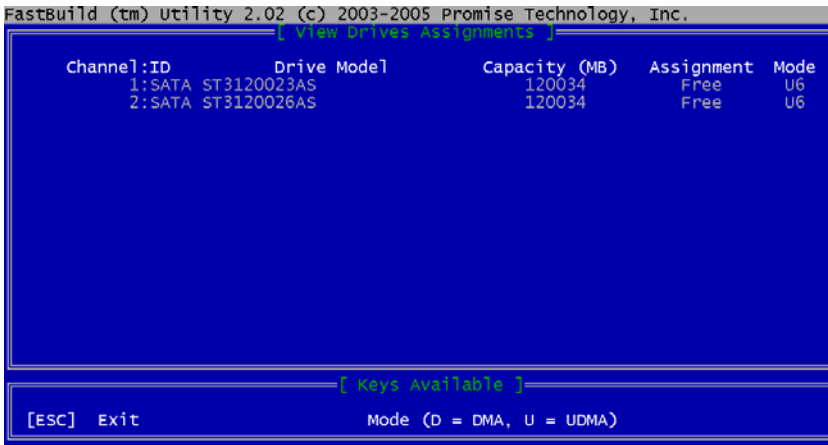 FastBuild (tm) Utility 2.02 (c) 2003-2005 Promise Technology, Inc.
[ View Drives Assignments ]
Channel:ID Drive Model Capacity (MB) Assignment Mode
1:SATA ST3120023AS 120034 Free U6
2:SATA ST3120026AS 120034 Free U6
[ Keys Available ]
[ESC] Exit Mode (D = DMA, U = UDMA)